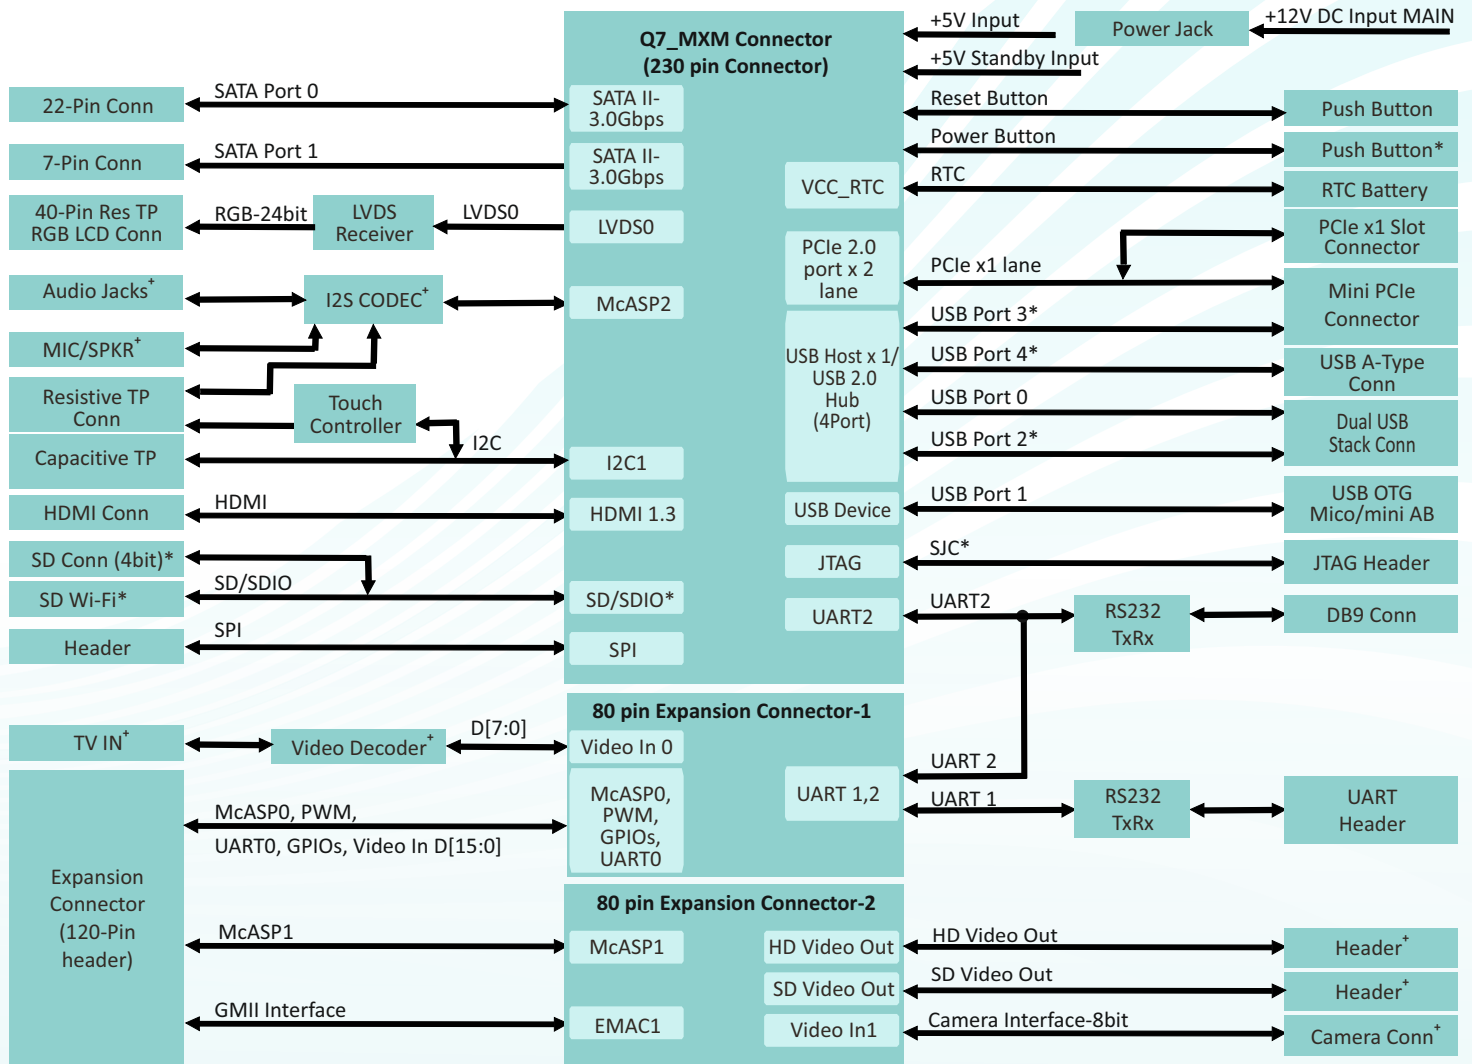 Q7_MXM Connector
(230 pin Connector)
+5V Input
Power Jack
+12V DC Input MAIN
+5V Standby Input
22-Pin Conn
SATA Port 0
SATA II-
3.0Gbps
Reset Button
Push Button
7-Pin Conn
SATA Port 1
SATA II-
3.0Gbps
Power Button
Push Button*
VCC_RTC
RTC
RTC Battery
40-Pin Res TP
RGB LCD Conn
RGB-24bit
LVDS
Receiver
LVDS0
LVDS0
PCIe 2.0
port x 2
lane
PCIe x1 lane
PCIe x1 Slot
Connector
Mini PCIe
Connector
Audio Jacks+
I2S CODEC+
McASP2
MIC/SPKR+
USB Host x 1/
USB 2.0
Hub
(4Port)
USB Port 3*
USB Port 4*
USB A-Type
Conn
Resistive TP
Conn
Touch
Controller
USB Port 0
USB Port 2*
Dual USB
Stack Conn
Capacitive TP
I2C
I2C1
HDMI Conn
HDMI
HDMI 1.3
USB Device
USB Port 1
USB OTG
Mico/mini AB
SD Conn (4bit)*
JTAG
SJC*
JTAG Header
SD Wi-Fi*
SD/SDIO
SD/SDIO*
UART2
UART2
RS232
TxRx
DB9 Conn
Header
SPI
SPI
80 pin Expansion Connector-1
TV IN+
Video Decoder+
D[7:0]
Video In 0
UART 2
McASP0, PWM,
UART0, GPIOs, Video In D[15:0]
McASP0,
PWM,
GPIOs,
UART0
UART 1,2
UART 1
RS232
TxRx
UART
Header
Expansion
Connector
(120-Pin
header)
80 pin Expansion Connector-2
McASP1
McASP1
HD Video Out
HD Video Out
Header+
SD Video Out
SD Video Out
Header+
GMII Interface
EMAC1
Video In1
Camera Interface-8bit
Camera Conn+